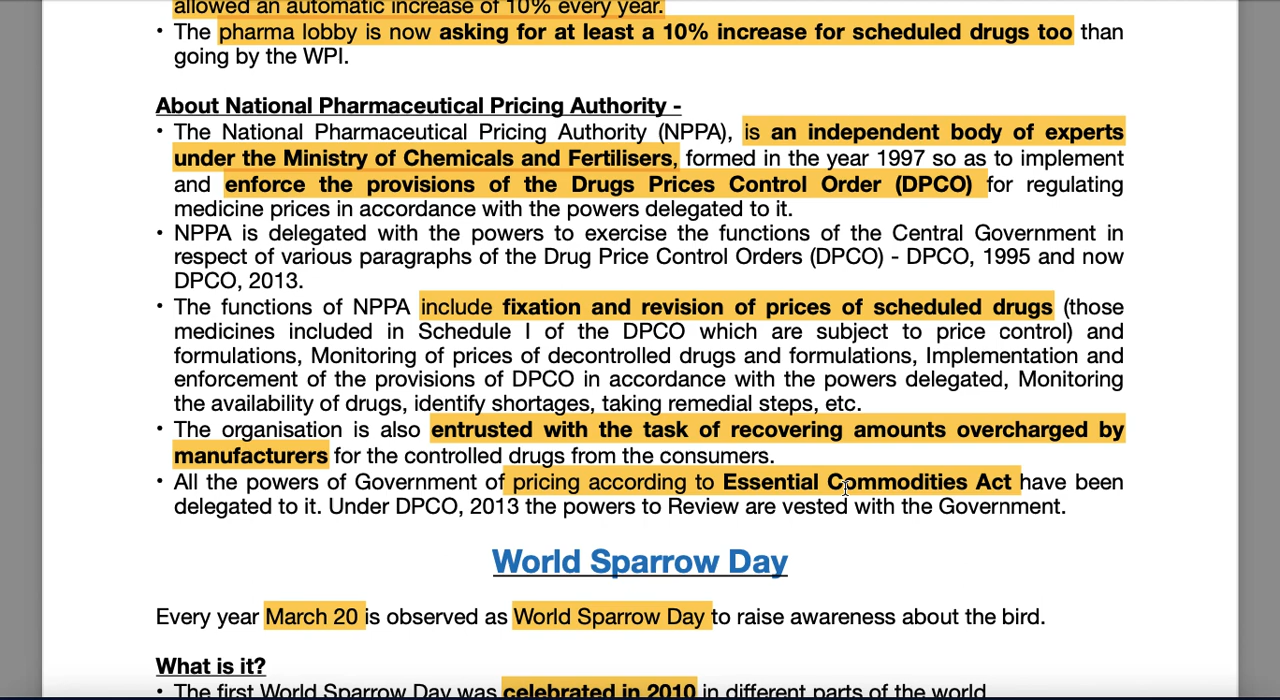 allowed an automatic increase of 10% every year.
• The pharma lobby is now asking for at least a 10% increase for scheduled drugs too than
going by the WPI.
About National Pharmaceutical Pricing Authority -
• The National Pharmaceutical Pricing Authority (NPPA), is an independent body of experts
under the Ministry of Chemicals and Fertilisers, formed in the year 1997 so as to implement
and enforce the provisions of the Drugs Prices Control Order (DPCO) for regulating
medicine prices in accordance with the powers delegated to it.
• NPPA is delegated with the powers to exercise the functions of the Central Government in
respect of various paragraphs of the Drug Price Control Orders (DPCO) - DPCO, 1995 and now
DPCO, 2013.
• The functions of NPPA include fixation and revision of prices of scheduled drugs (those
medicines included in Schedule I of the DPCO which are subject to price control) and
formulations, Monitoring of prices of decontrolled drugs and formulations, Implementation and
enforcement of the provisions of DPCO in accordance with the powers delegated, Monitoring
the availability of drugs, identify shortages, taking remedial steps, etc.
• The organisation is also entrusted with the task of recovering amounts overcharged by
manufacturers for the controlled drugs from the consumers.
• All the powers of Government of pricing according to Essential Commodities Act have been
delegated to it. Under DPCO, 2013 the powers to Review are vested with the Government.
World Sparrow Day
Every year March 20 is observed as World Sparrow Day to raise awareness about the bird.
What is it?
• The first World Sparrow Day was celebrated in 2010 in different parts of the world